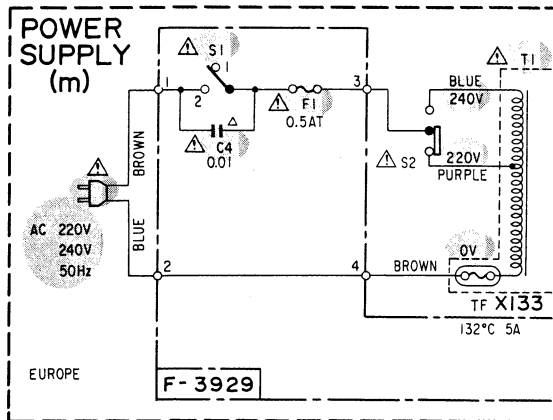 POWER
SUPPLY
(m)
S1
1
2
1
3
F1
0.5AT
C4
0.01
T1
BLUE
240V
S2
220V
PURPLE
BROWN
BLUE
AC 220V
240V
50Hz
2
4
BROWN
0V
TF X133
132°C 5A
EUROPE
F-3929